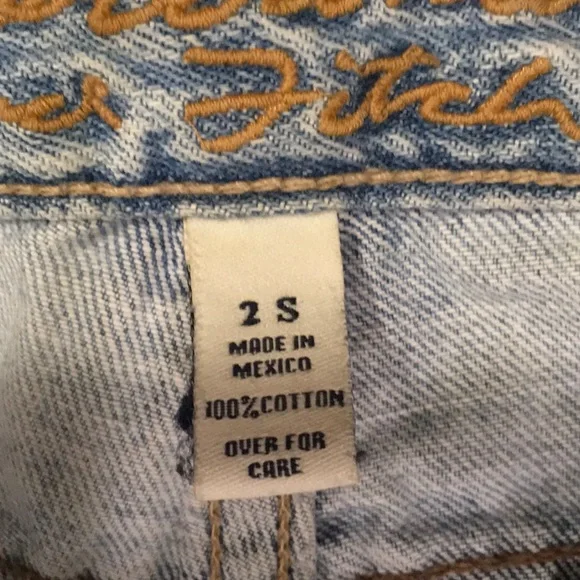 Fitch
2 S
MADE IN
MEXICO
100% COTTON
OVER FOR
CARE